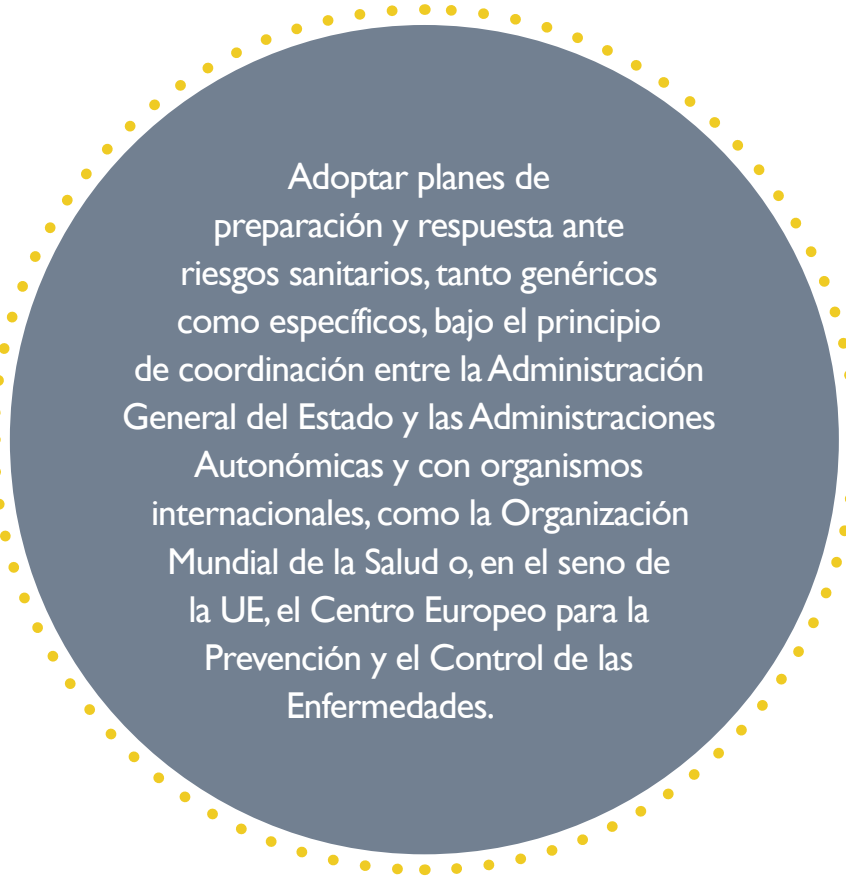 Adoptar planes de
preparación y respuesta ante
riesgos sanitarios, tanto genéricos
como específicos, bajo el principio
de coordinación entre la Administración
General del Estado y las Administraciones
Autonómicas y con organismos
internacionales, como la Organización
Mundial de la Salud o, en el seno de
la UE, el Centro Europeo para la
Prevención y el Control de las
Enfermedades.